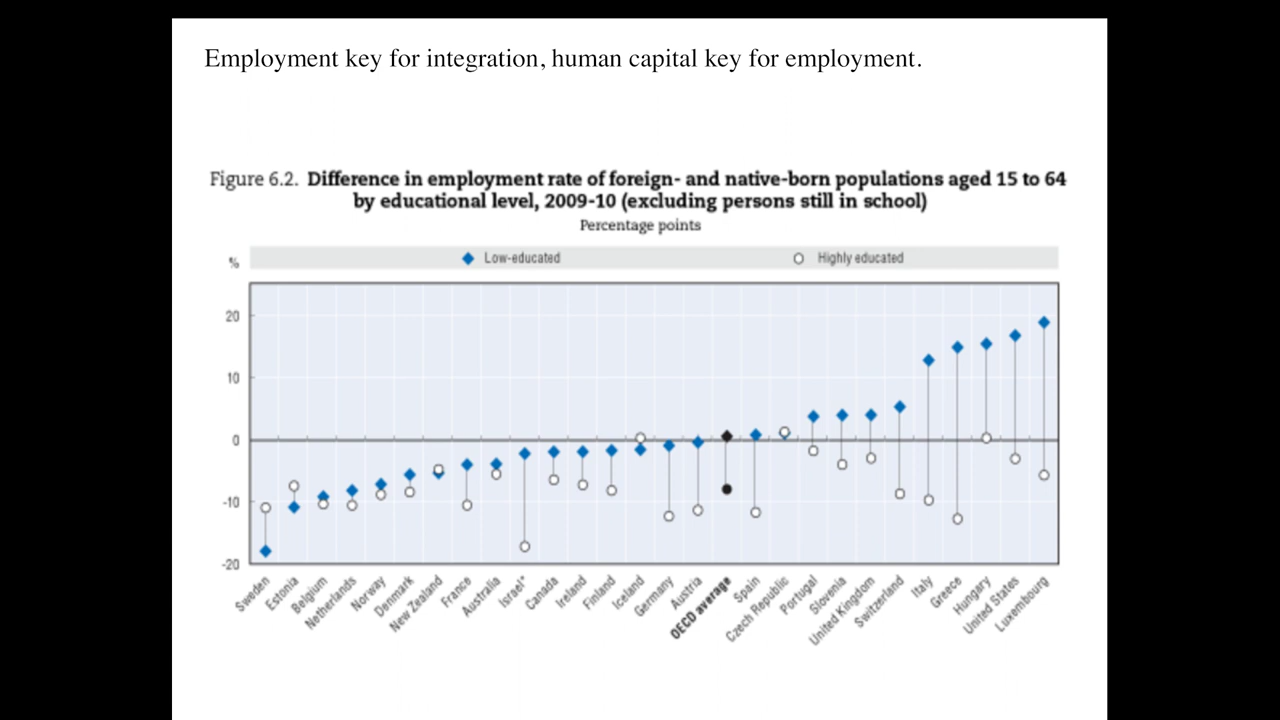 Employment key for integration, human capital key for employment.
Figure 6.2. Difference in employment rate of foreign- and native-born populations aged 15 to 64
by educational level, 2009-10 (excluding persons still in school)
Percentage points
% Low-educated Highly educated
20
10
0
-10
-20
Sweden
Estonia
Belgium
Netherlands
Norway
Denmark
New Zealand
France
Australia
Israel*
Canada
Ireland
Finland
Iceland
Germany
Austria
OECD average
Spain
Czech Republic
Portugal
Slovenia
United Kingdom
Switzerland
Italy
Greece
Hungary
United States
Luxembourg